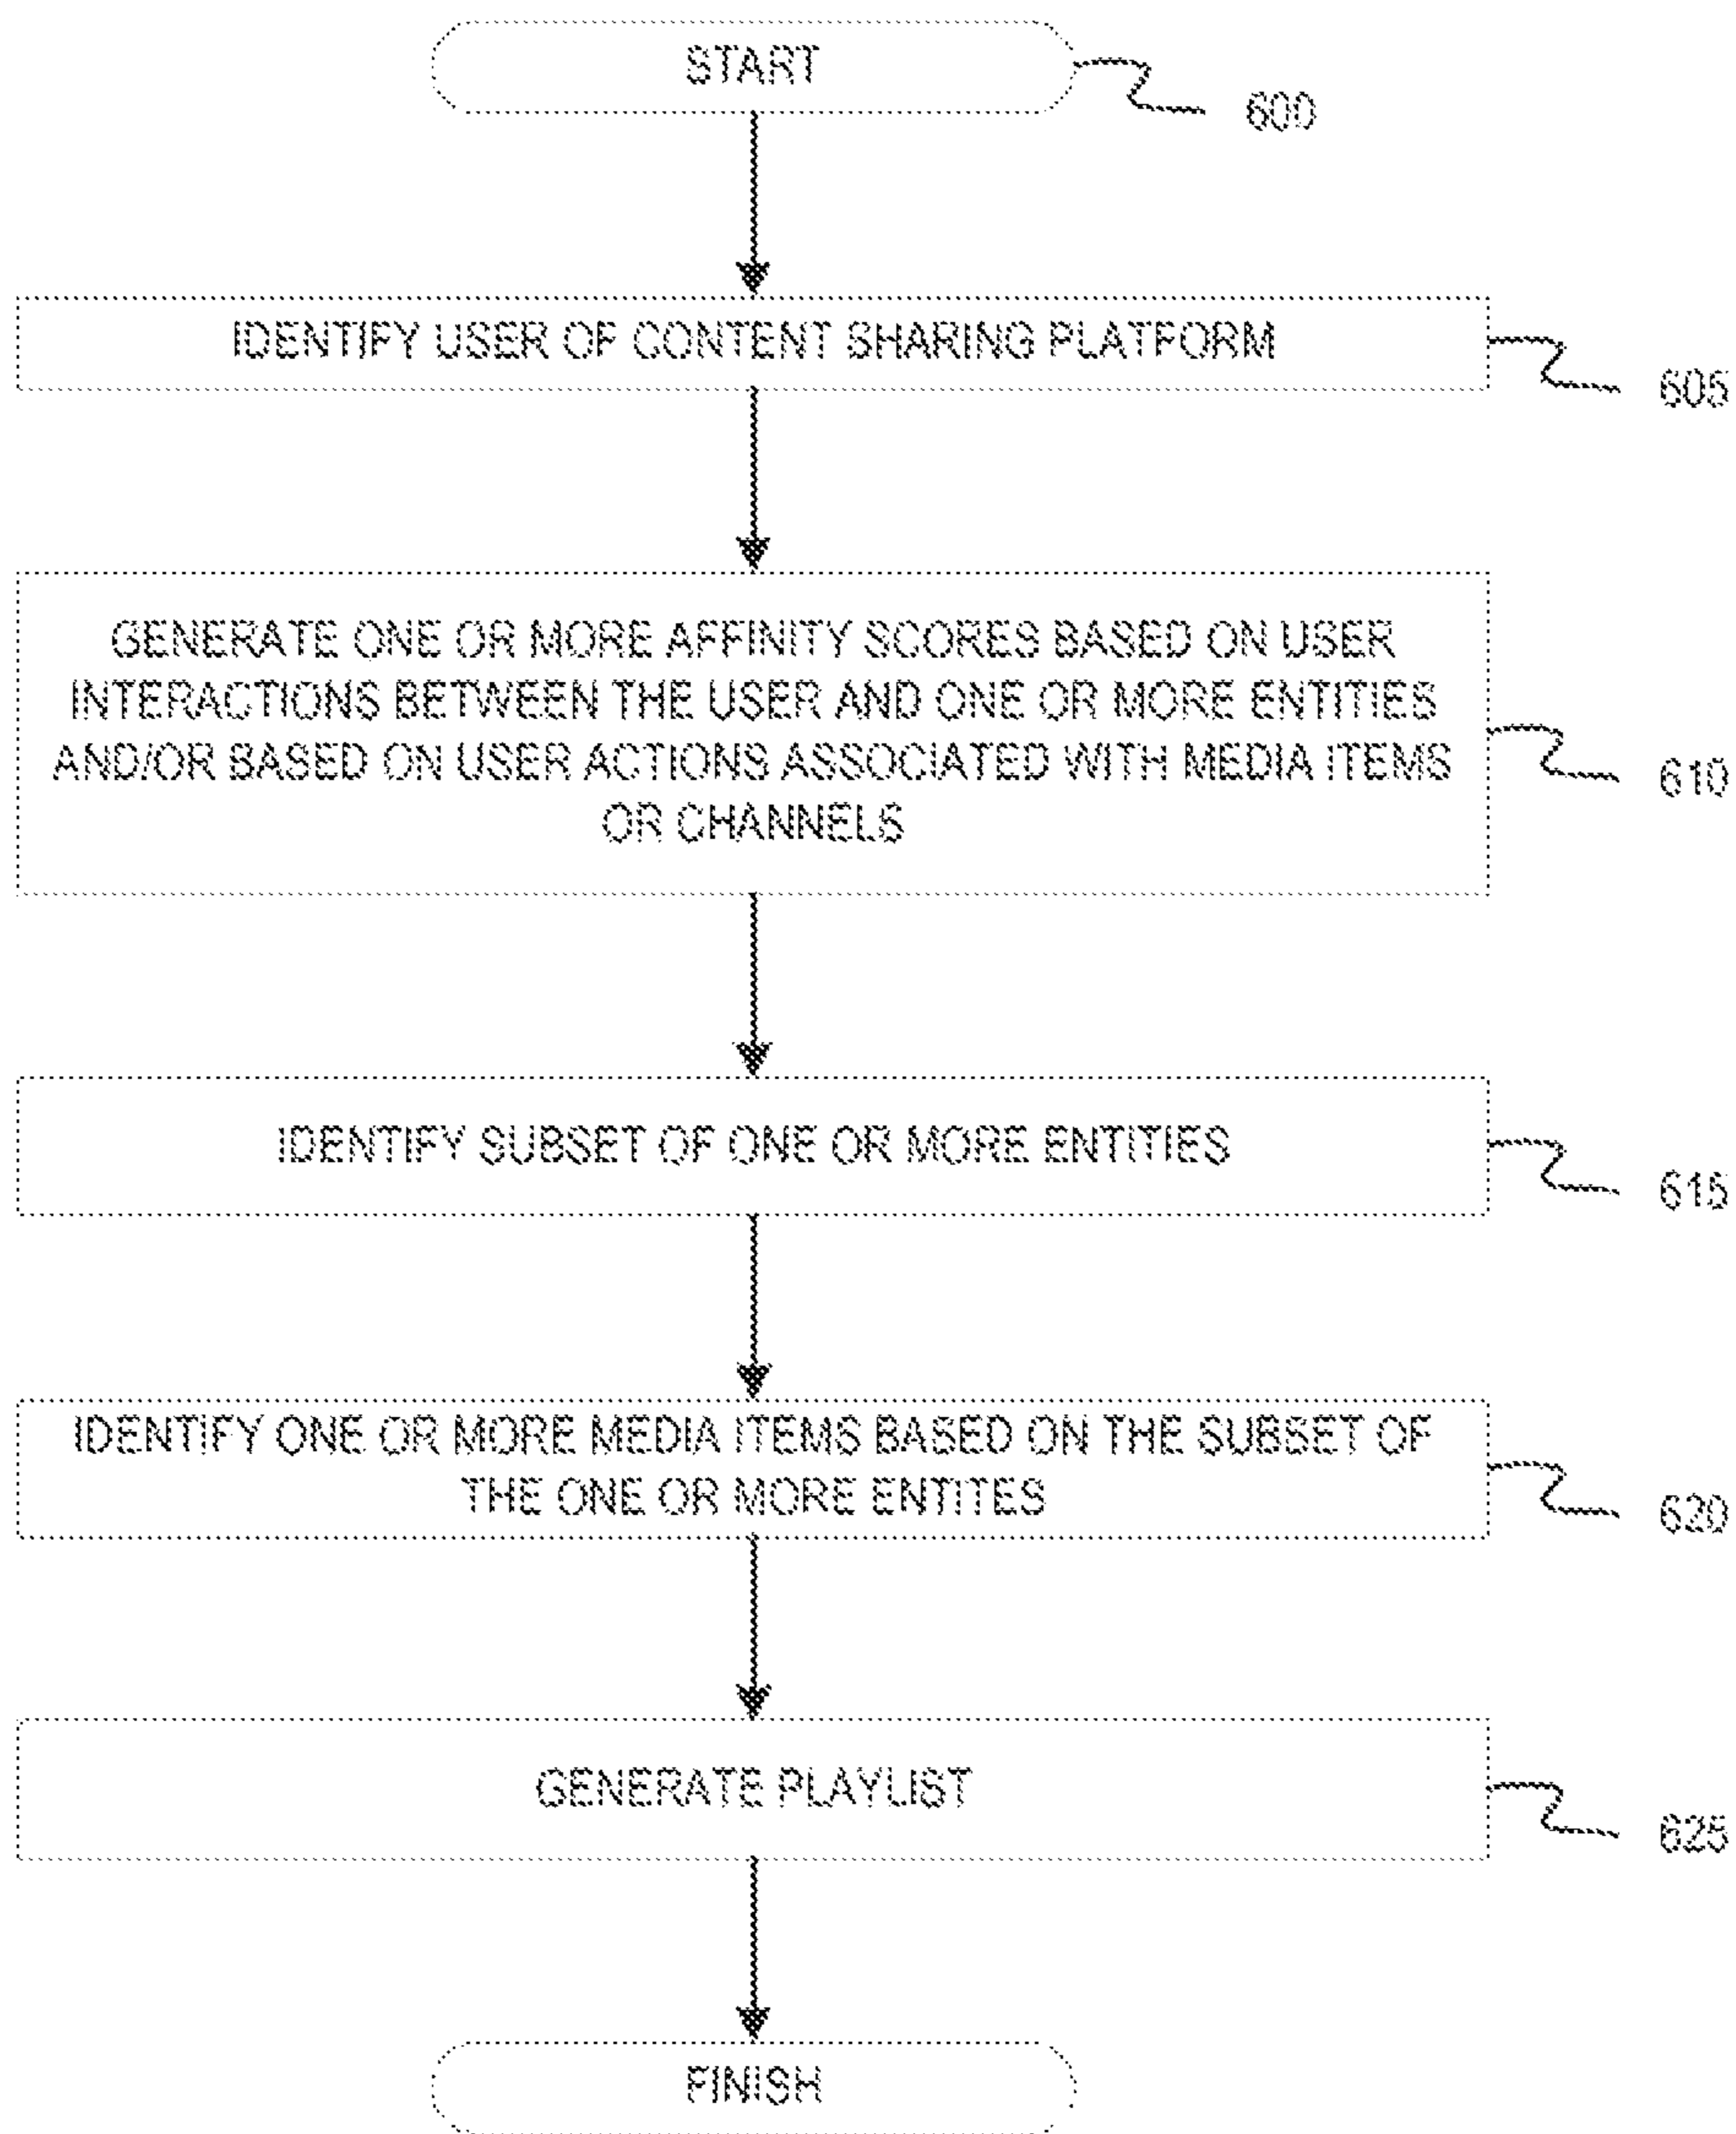 START
600
IDENTIFY USER OF CONTENT SHARING PLATFORM
605
GENERATE ONE OR MORE AFFINITY SCORES BASED ON USER
INTERACTIONS BETWEEN THE USER AND ONE OR MORE ENTITIES
AND/OR BASED ON USER ACTIONS ASSOCIATED WITH MEDIA ITEMS
OR CHANNELS
610
IDENTIFY SUBSET OF ONE OR MORE ENTITIES
615
IDENTIFY ONE OR MORE MEDIA ITEMS BASED ON THE SUBSET OF
THE ONE OR MORE ENTITES
620
GENERATE PLAYLIST
625
FINISH